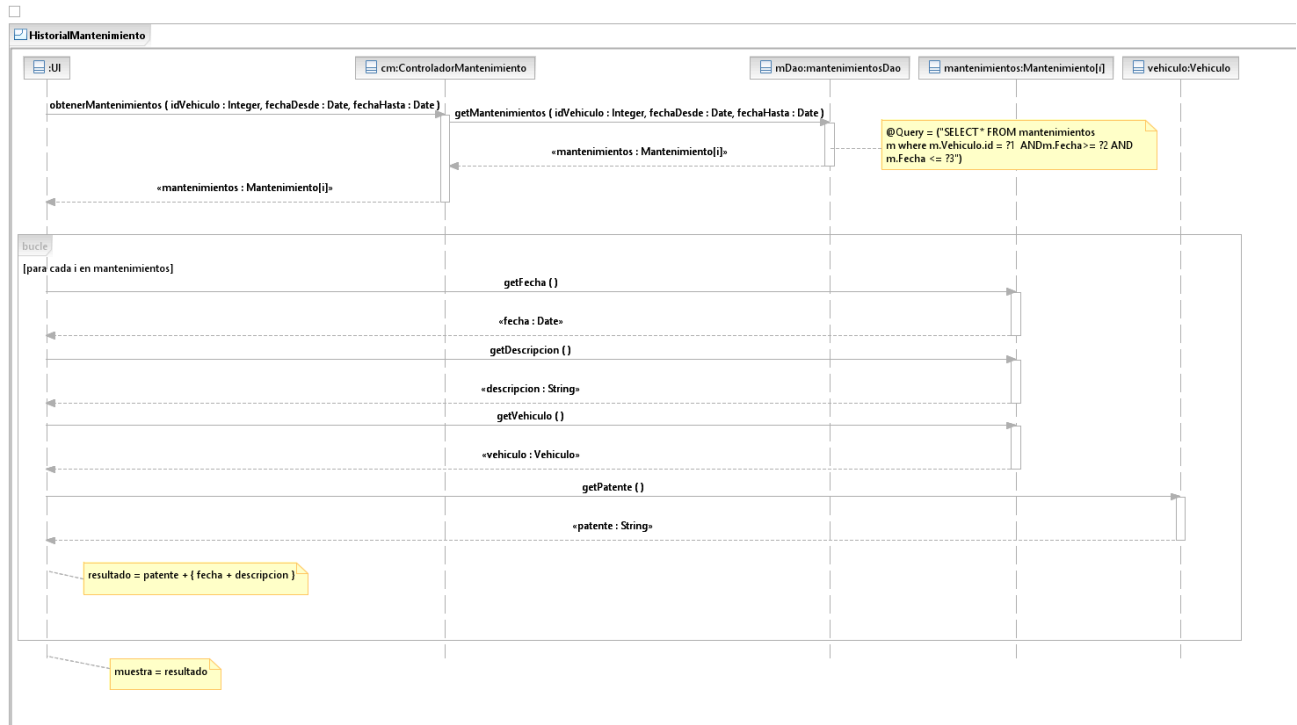 HistorialMantenimiento
:UI
cm:ControladorMantenimiento
mDao:mantenimientosDao
mantenimientos:Mantenimiento[i]
vehiculo:Vehiculo
obtenerMantenimientos ( idVehiculo : Integer, fechaDesde : Date, fechaHasta : Date )
getMantenimientos ( idVehiculo : Integer, fechaDesde : Date, fechaHasta : Date )
@Query = ("SELECT* FROM mantenimientos
m where m.Vehiculo.id = ?1 ANDm.Fecha>= ?2 AND
m.Fecha <= ?3")
«mantenimientos : Mantenimiento[i]»
«mantenimientos : Mantenimiento[i]»
bucle
[para cada i en mantenimientos]
getFecha ( )
«fecha : Date»
getDescripcion ( )
«descripcion : String»
getVehiculo ( )
«vehiculo : Vehiculo»
getPatente ( )
«patente : String»
resultado = patente + { fecha + descripcion }
muestra = resultado